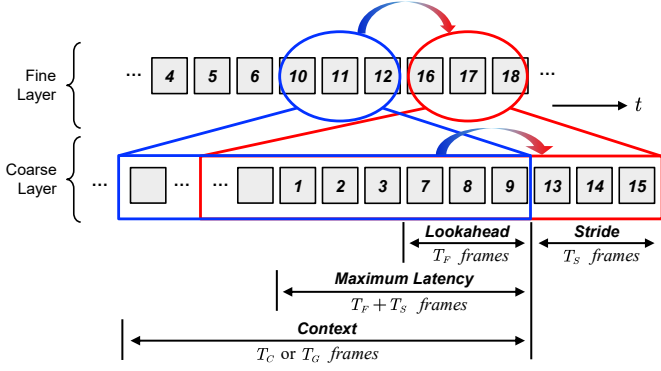 Fine
Layer
... 4 5 6 10 11 12 16 17 18 ...
t
Coarse
Layer
... ... ... 1 2 3 7 8 9 13 14 15
Lookahead
T_F frames
Stride
T_S frames
Maximum Latency
T_F + T_S frames
Context
T_C or T_G frames